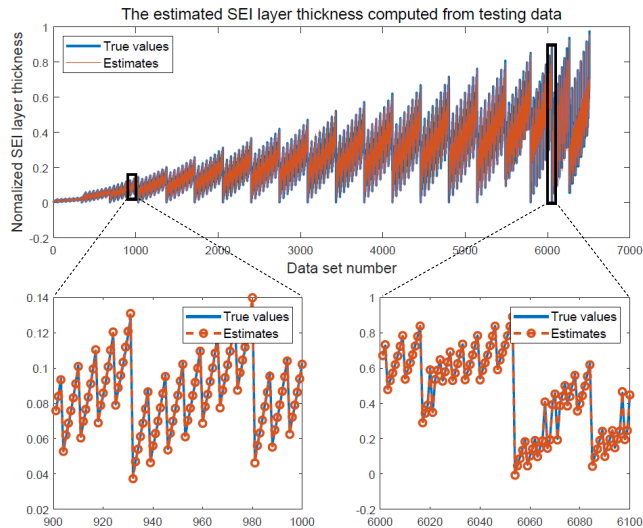 The estimated SEI layer thickness computed from testing data
Nomalized SEI layer thickness
1
0.8
0.6
0.4
0.2
0
-0.2
True values
Estimates
0 1000 2000 3000 4000 5000 6000 7000
Data set number
0.14
0.12
0.1
0.08
0.06
0.04
0.02
True values
Estimates
900 920 940 960 980 1000
1
0.8
0.6
0.4
0.2
0
-0.2
True values
Estimates
6000 6020 6040 6060 6080 6100